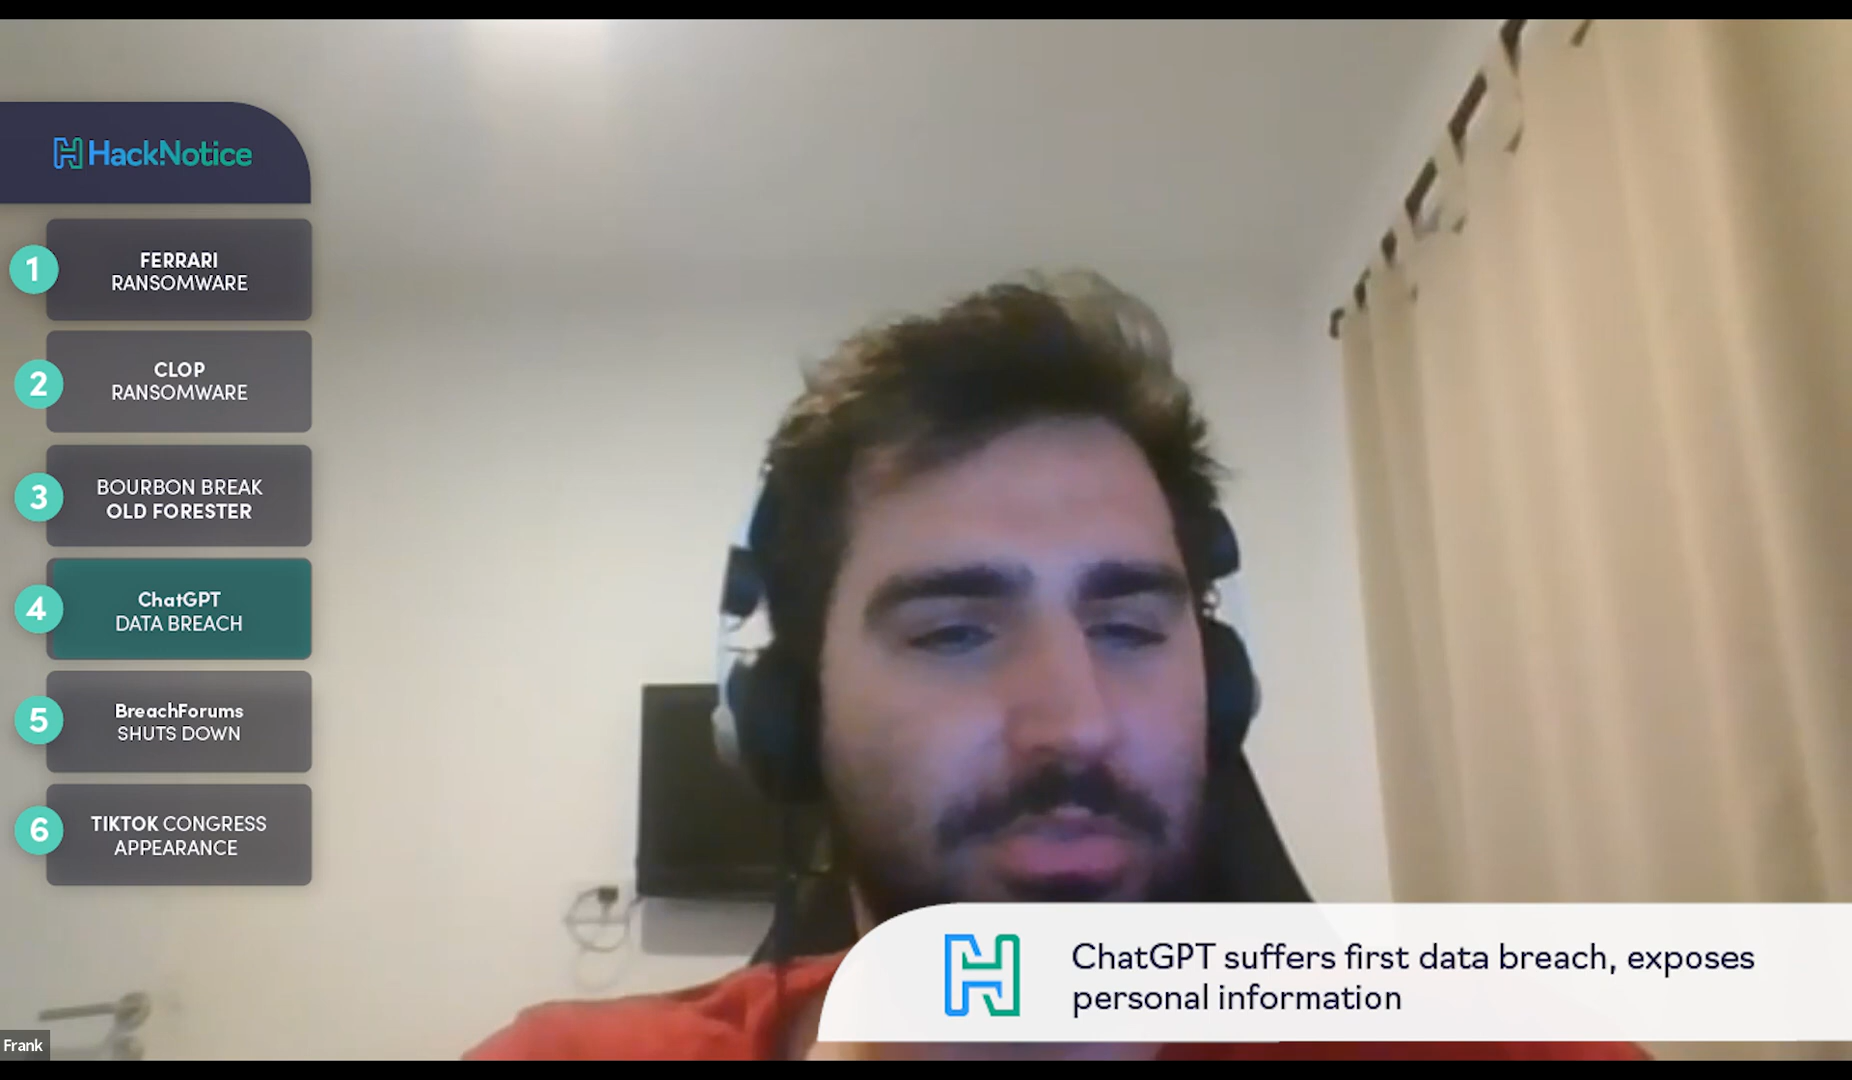 HackNotice
1
FERRARI
RANSOMWARE
2
CLOP
RANSOMWARE
3
BOURBON BREAK
OLD FORESTER
4
ChatGPT
DATA BREACH
5
BreachForums
SHUTS DOWN
6
TIKTOK CONGRESS
APPEARANCE
ChatGPT suffers first data breach, exposes
personal information
Frank